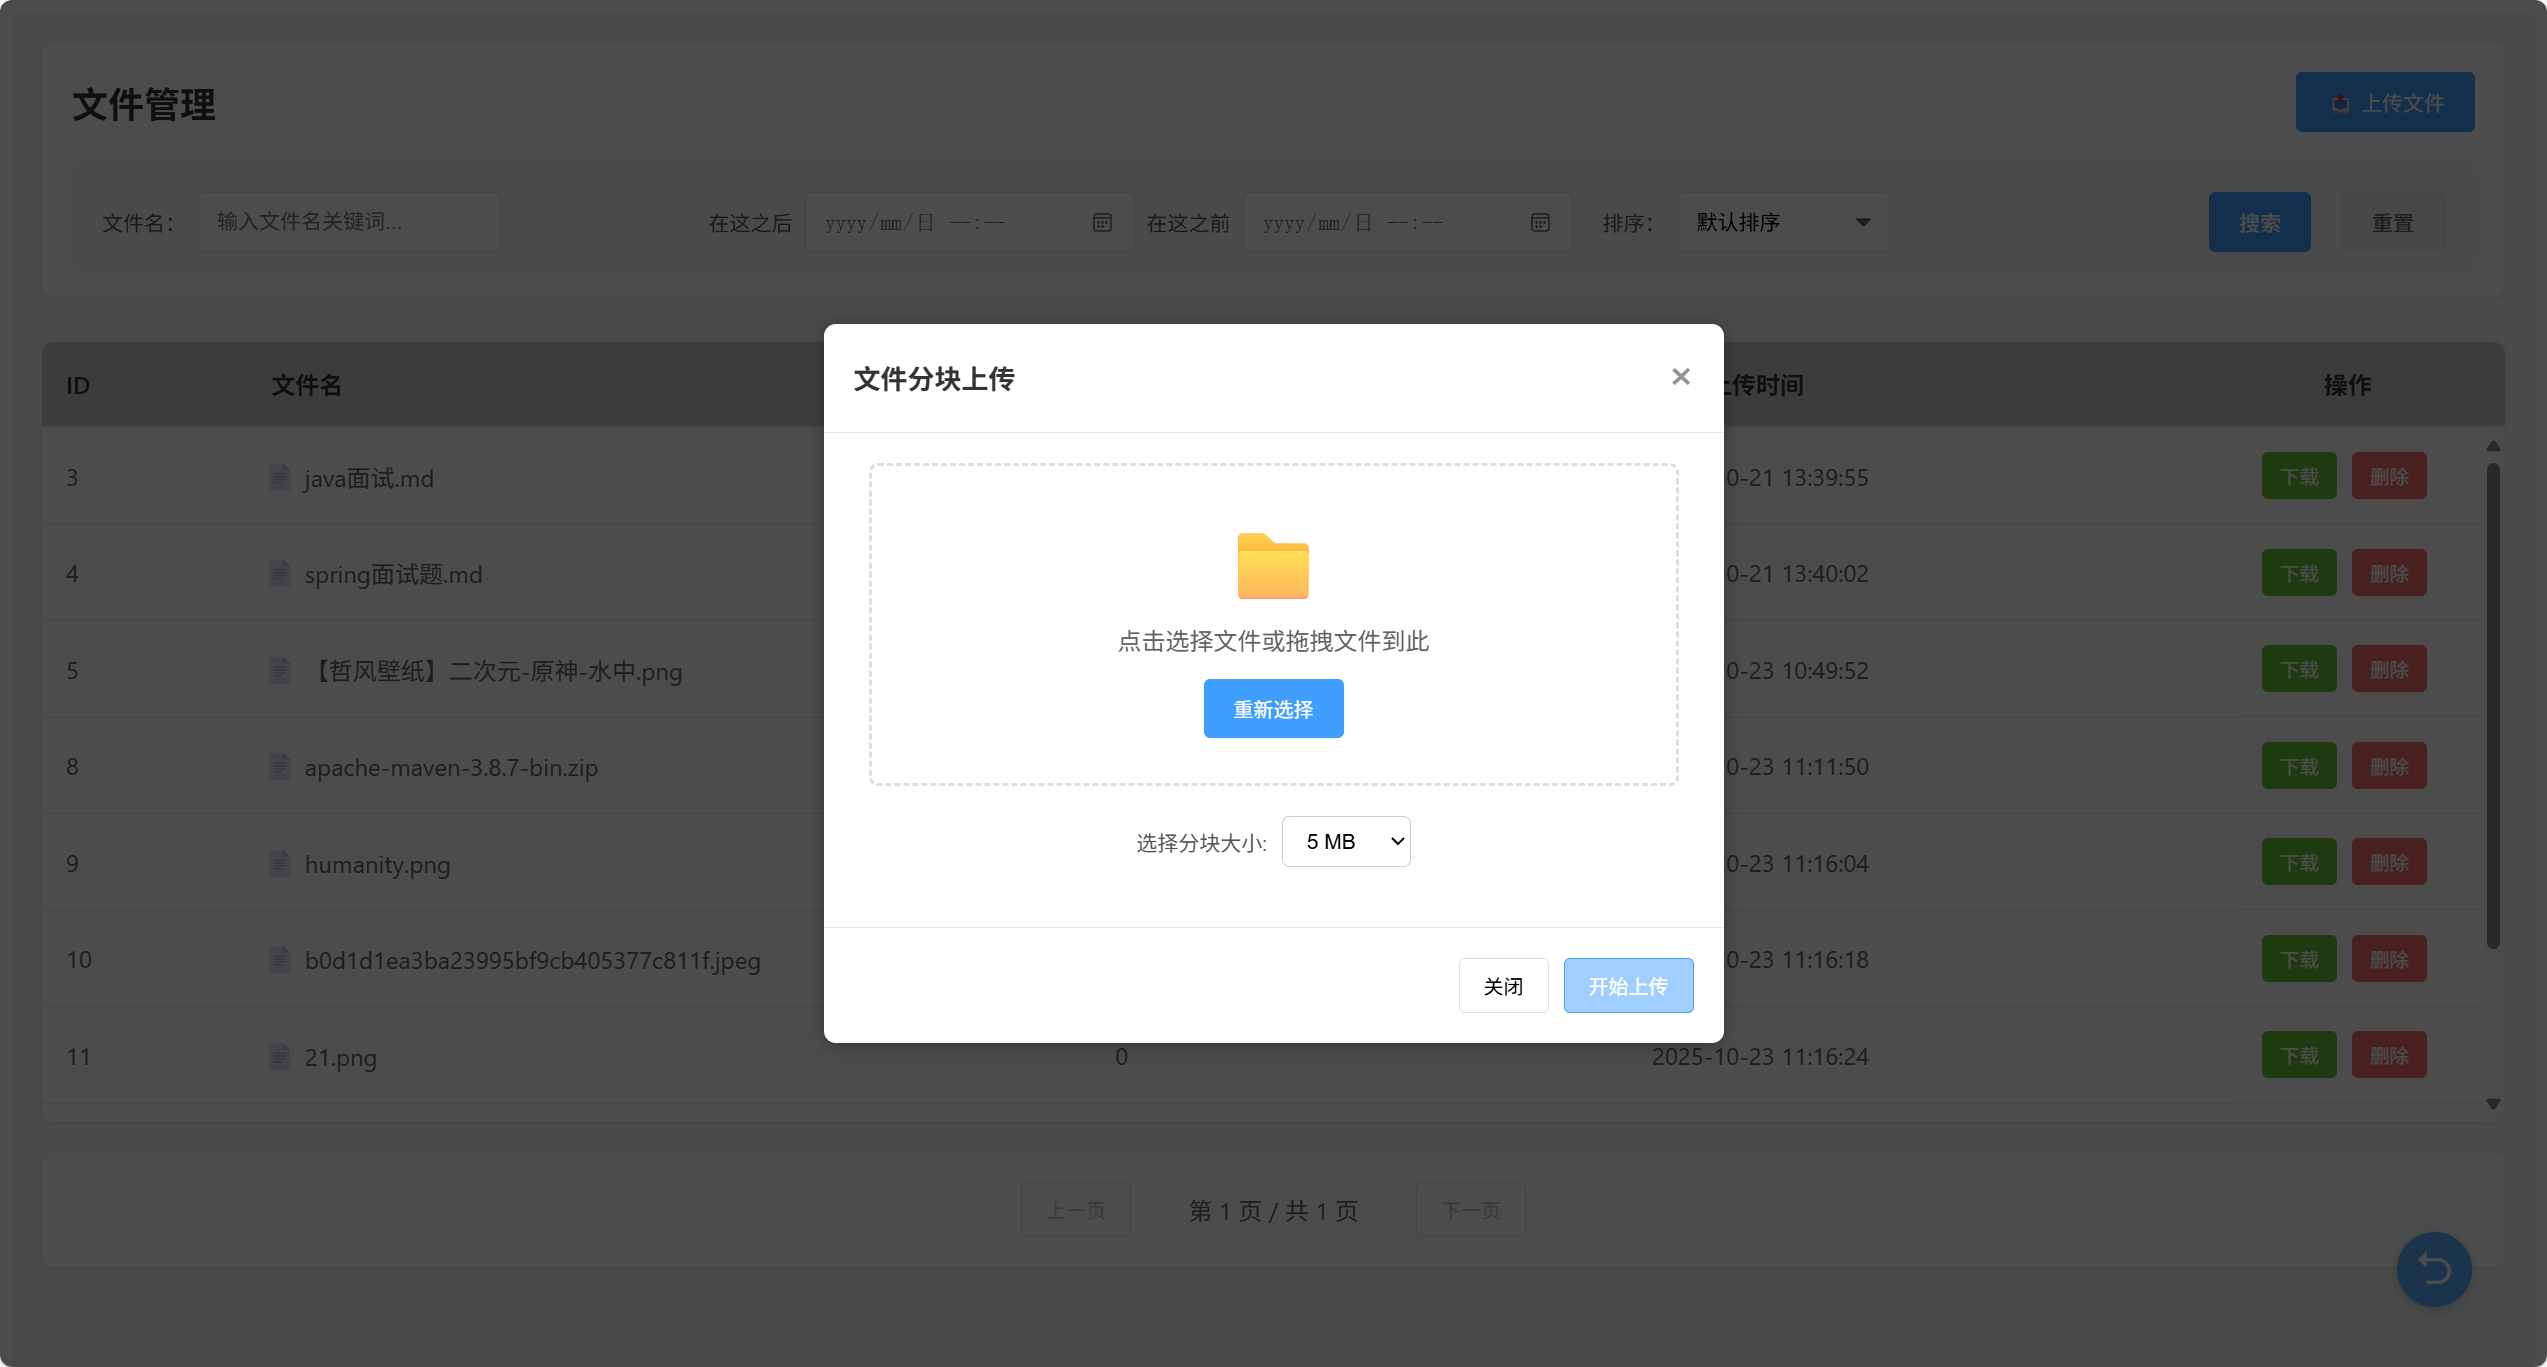 文件管理
上传文件
文件名：
输入文件名关键词...
在这之后
yyyy/mm/日 --:--
在这之前
yyyy/mm/日 --:--
排序：
默认排序
搜索
重置
ID
文件名
上传时间
操作
3
java面试.md
0-21 13:39:55
下载
删除
4
spring面试题.md
0-21 13:40:02
下载
删除
5
【哲风壁纸】二次元-原神-水中.png
0-23 10:49:52
下载
删除
8
apache-maven-3.8.7-bin.zip
0-23 11:11:50
下载
删除
9
humanity.png
0-23 11:16:04
下载
删除
10
b0d1d1ea3ba23995bf9cb405377c811f.jpeg
0-23 11:16:18
下载
删除
11
21.png
0
2025-10-23 11:16:24
下载
删除
文件分块上传
点击选择文件或拖拽文件到此
重新选择
选择分块大小:
5 MB
关闭
开始上传
上一页
第 1 页 / 共 1 页
下一页